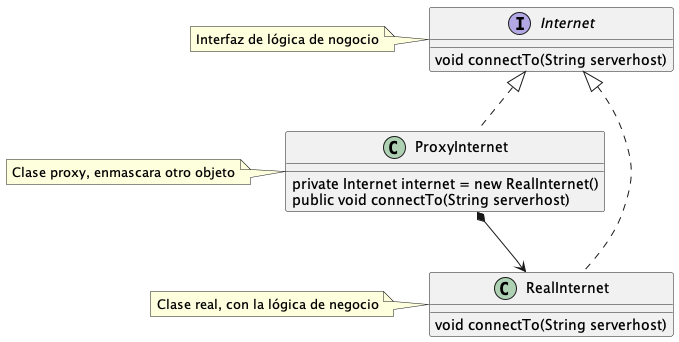 I Internet
Interfaz de lógica de nogocio
void connectTo(String serverhost)
C ProxyInternet
Clase proxy, enmascara otro objeto
private Internet internet = new RealInternet()
public void connectTo(String serverhost)
C RealInternet
Clase real, con la lógica de negocio
void connectTo(String serverhost)